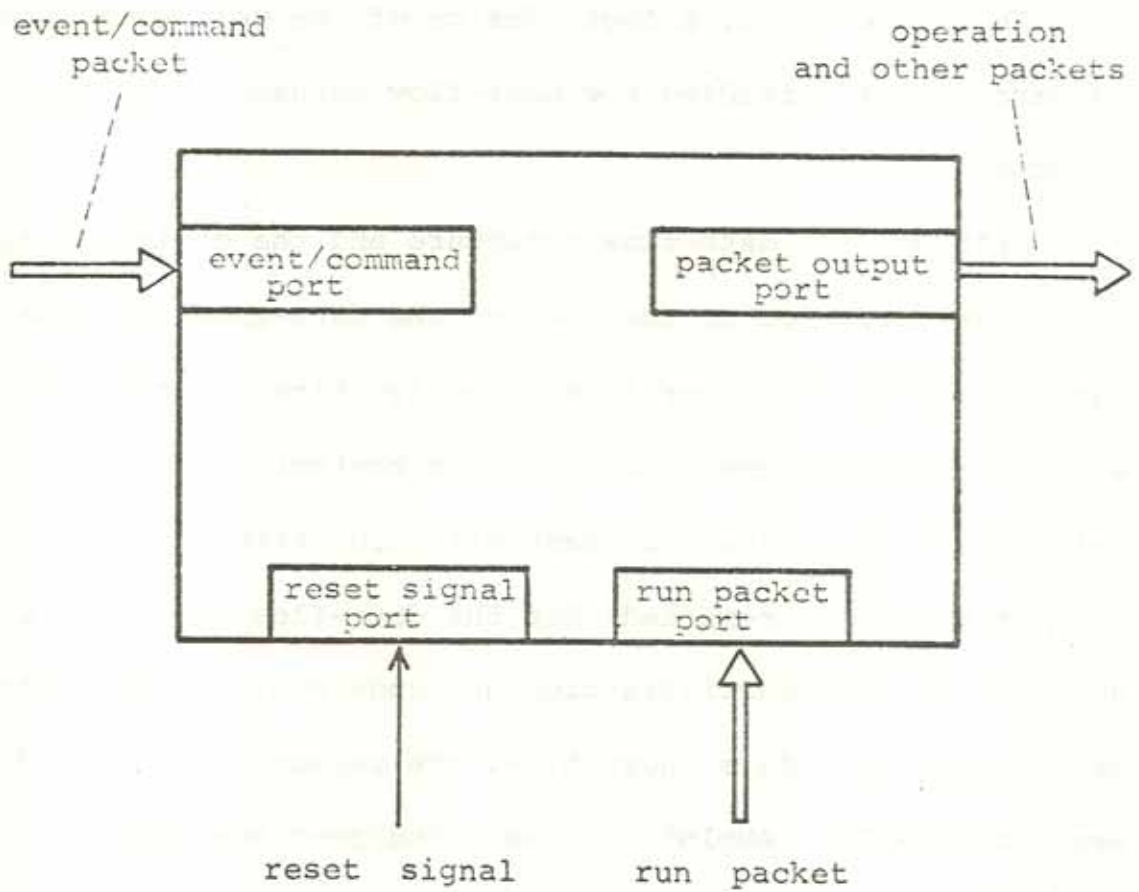 event/command
packet
operation
and other packets
event/command
port
packet output
port
reset signal
port
run packet
port
reset signal
run packet